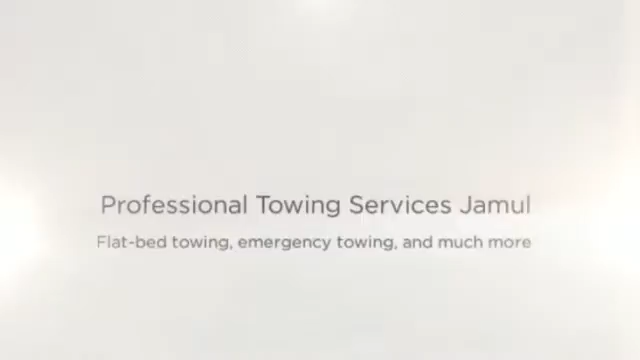 Professional Towing Services Jamul
Flat-bed towing, emergency towing, and much more